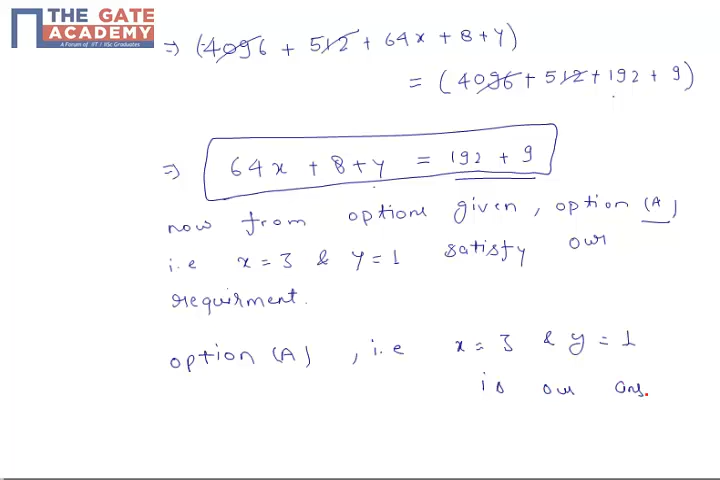 THE GATE
ACADEMY
A Forum of IIT / IISc Graduates
⇒ (4096 + 512 + 64x + 8 + y)
= (4096 + 512 + 192 + 9)
⇒ 64x + 8 + y = 192 + 9
now from options given, option (A)
i.e x = 3 & y = 1 satisfy our
requirment.
option (A) , i.e x = 3 & y = 1
is our ans.